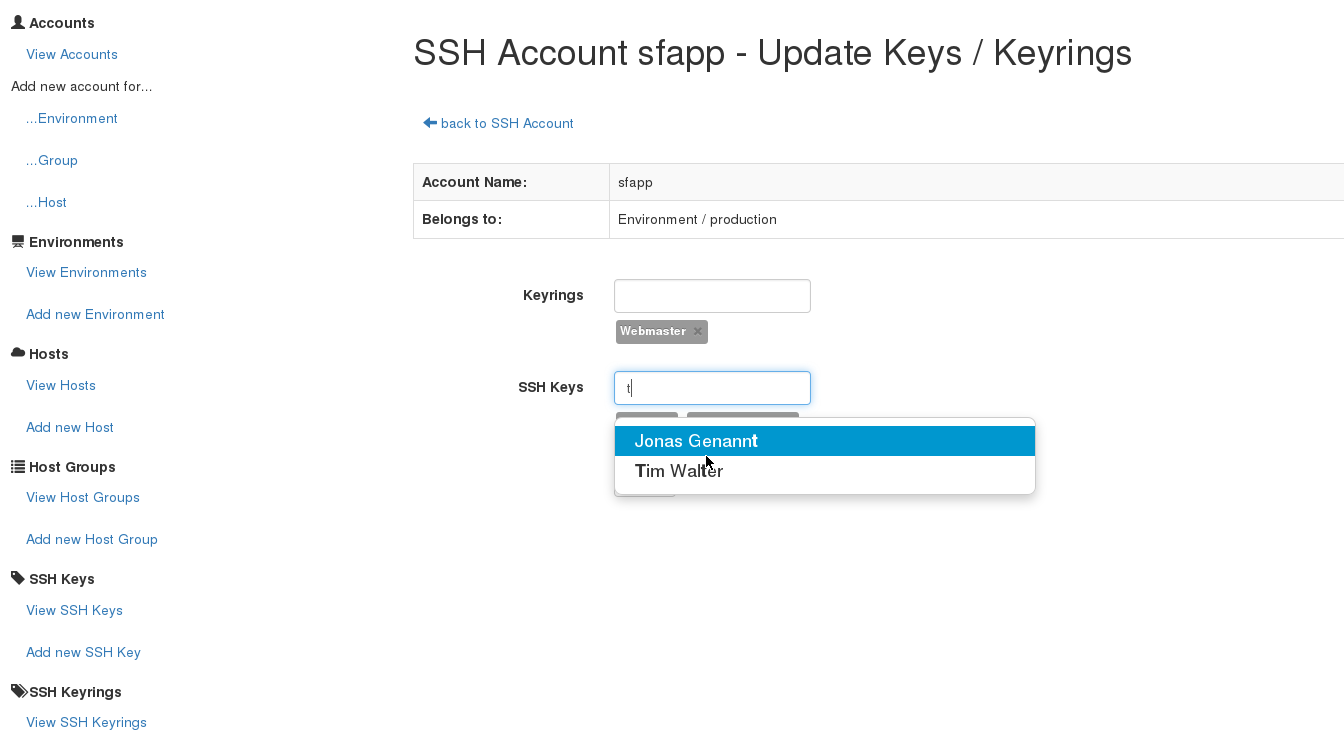 Accounts
View Accounts
Add new account for...
...Environment
...Group
...Host
Environments
View Environments
Add new Environment
Hosts
View Hosts
Add new Host
Host Groups
View Host Groups
Add new Host Group
SSH Keys
View SSH Keys
Add new SSH Key
SSH Keyrings
View SSH Keyrings
SSH Account sfapp - Update Keys / Keyrings
back to SSH Account
Account Name: sfapp
Belongs to: Environment / production
Keyrings
Webmaster ×
SSH Keys t
Jonas Genannt
Tim Walter